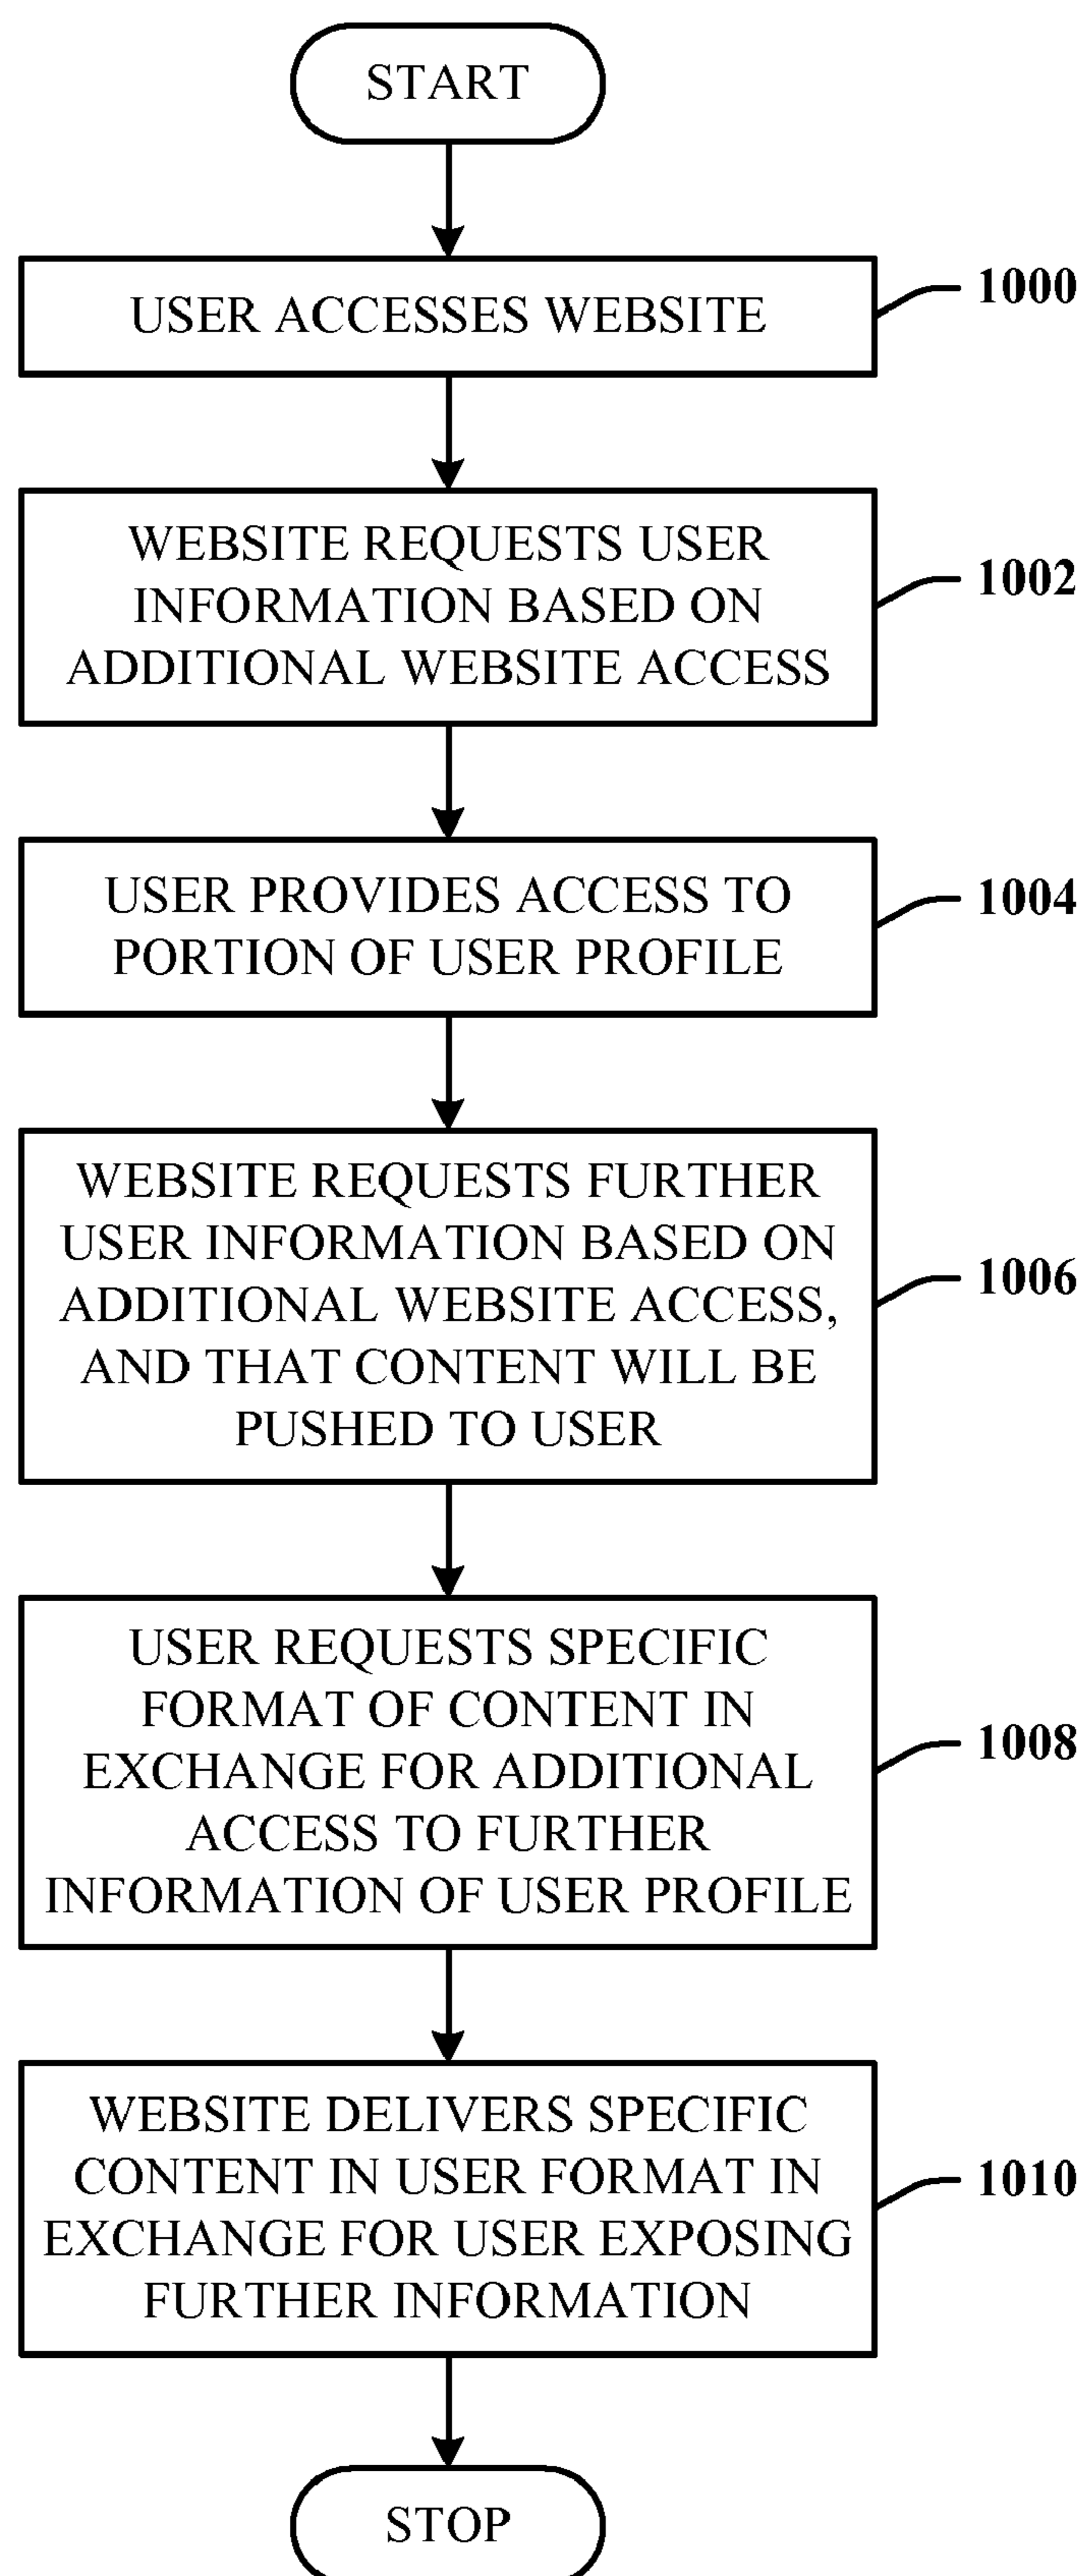 START
USER ACCESSES WEBSITE
1000
WEBSITE REQUESTS USER
INFORMATION BASED ON
ADDITIONAL WEBSITE ACCESS
1002
USER PROVIDES ACCESS TO
PORTION OF USER PROFILE
1004
WEBSITE REQUESTS FURTHER
USER INFORMATION BASED ON
ADDITIONAL WEBSITE ACCESS,
AND THAT CONTENT WILL BE
PUSHED TO USER
1006
USER REQUESTS SPECIFIC
FORMAT OF CONTENT IN
EXCHANGE FOR ADDITIONAL
ACCESS TO FURTHER
INFORMATION OF USER PROFILE
1008
WEBSITE DELIVERS SPECIFIC
CONTENT IN USER FORMAT IN
EXCHANGE FOR USER EXPOSING
FURTHER INFORMATION
1010
STOP